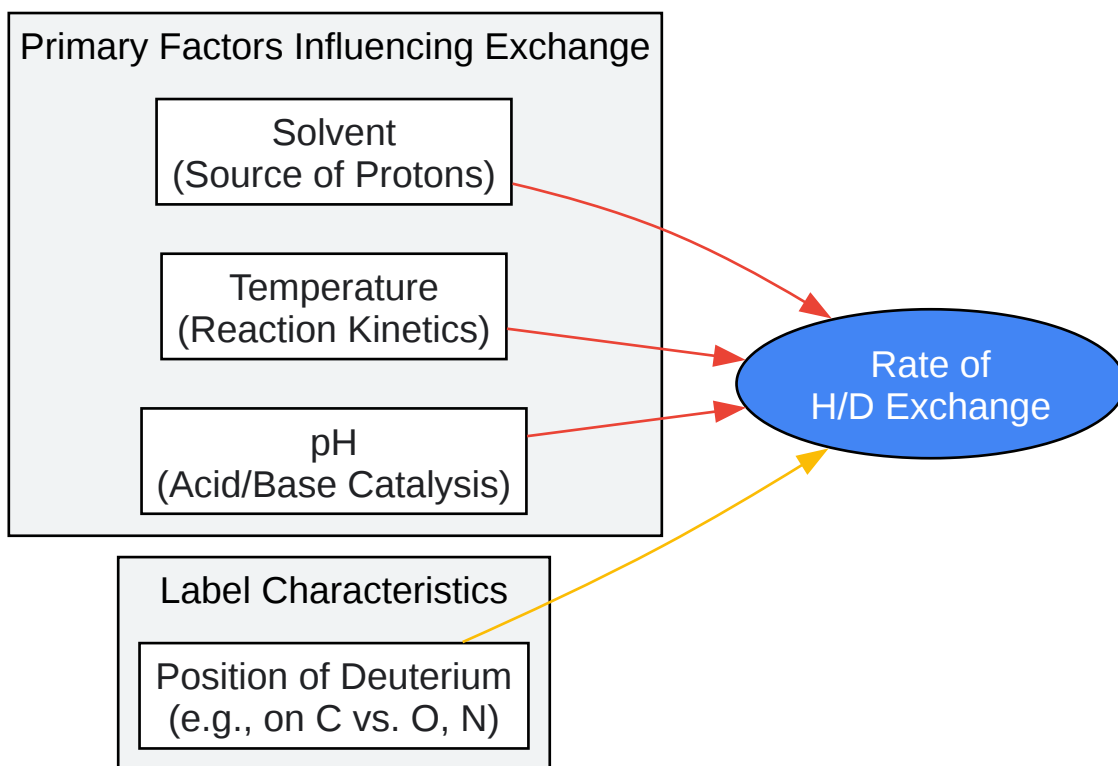 Primary Factors Influencing Exchange
Solvent
(Source of Protons)
Temperature
(Reaction Kinetics)
pH
(Acid/Base Catalysis)
Rate of
H/D Exchange
Label Characteristics
Position of Deuterium
(e.g., on C vs. O, N)